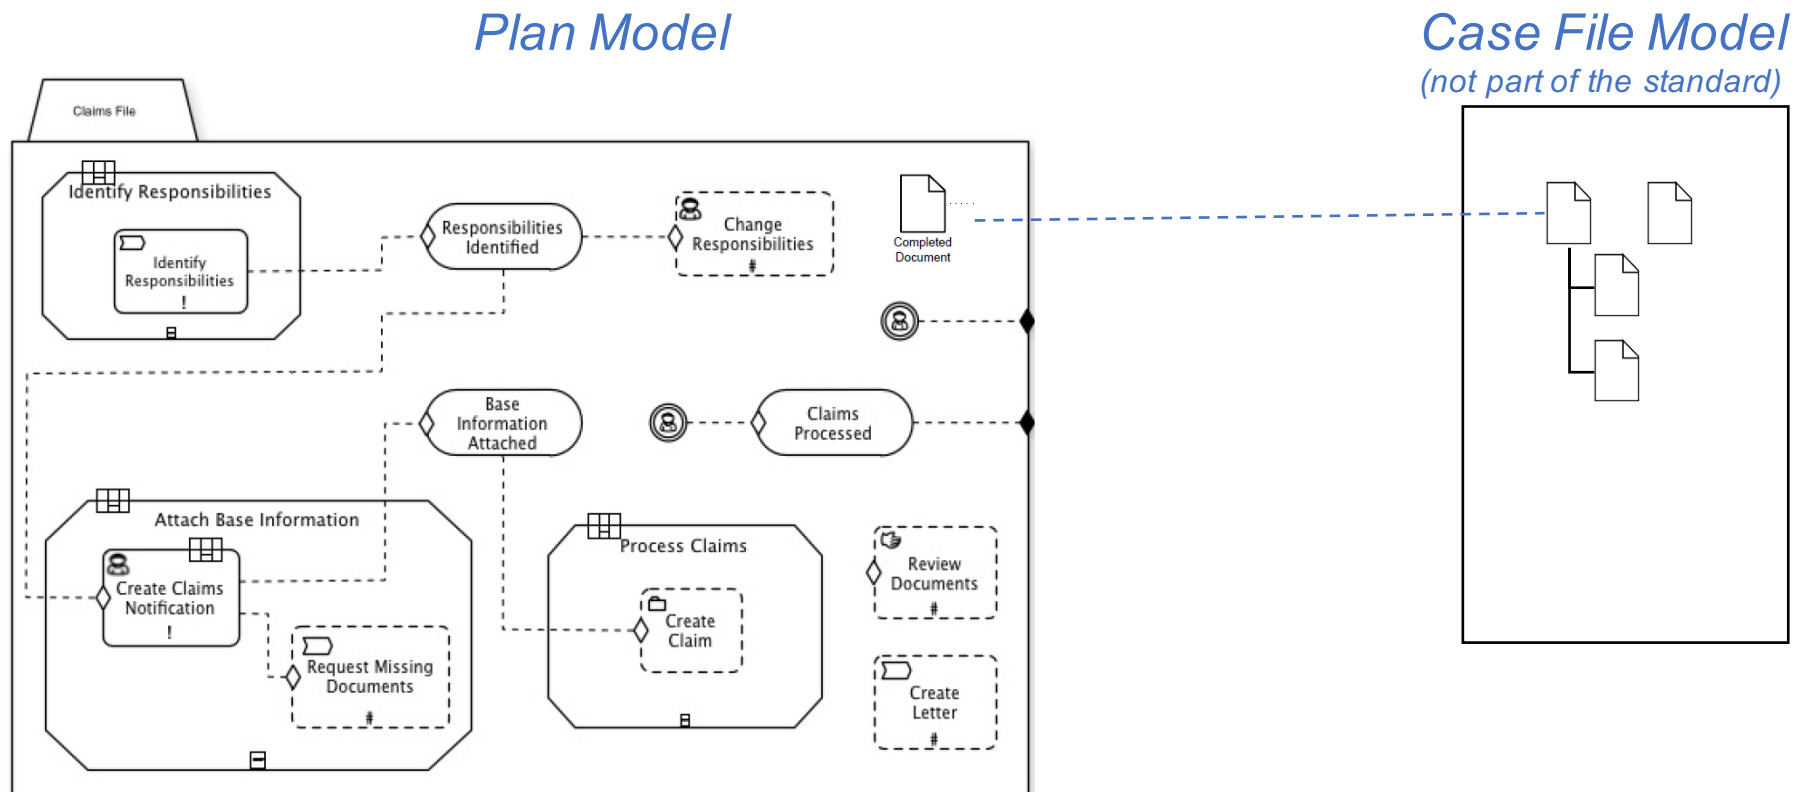 Plan Model
Case File Model
(not part of the standard)
Claims File
Identify Responsibilities
Identify
Responsibilities
!
Responsibilities
Identified
Change
Responsibilities
#
Completed
Document
Base
Information
Attached
Claims
Processed
Attach Base Information
Create Claims
Notification
!
Request Missing
Documents
#
Process Claims
Create
Claim
Review
Documents
#
Create
Letter
#